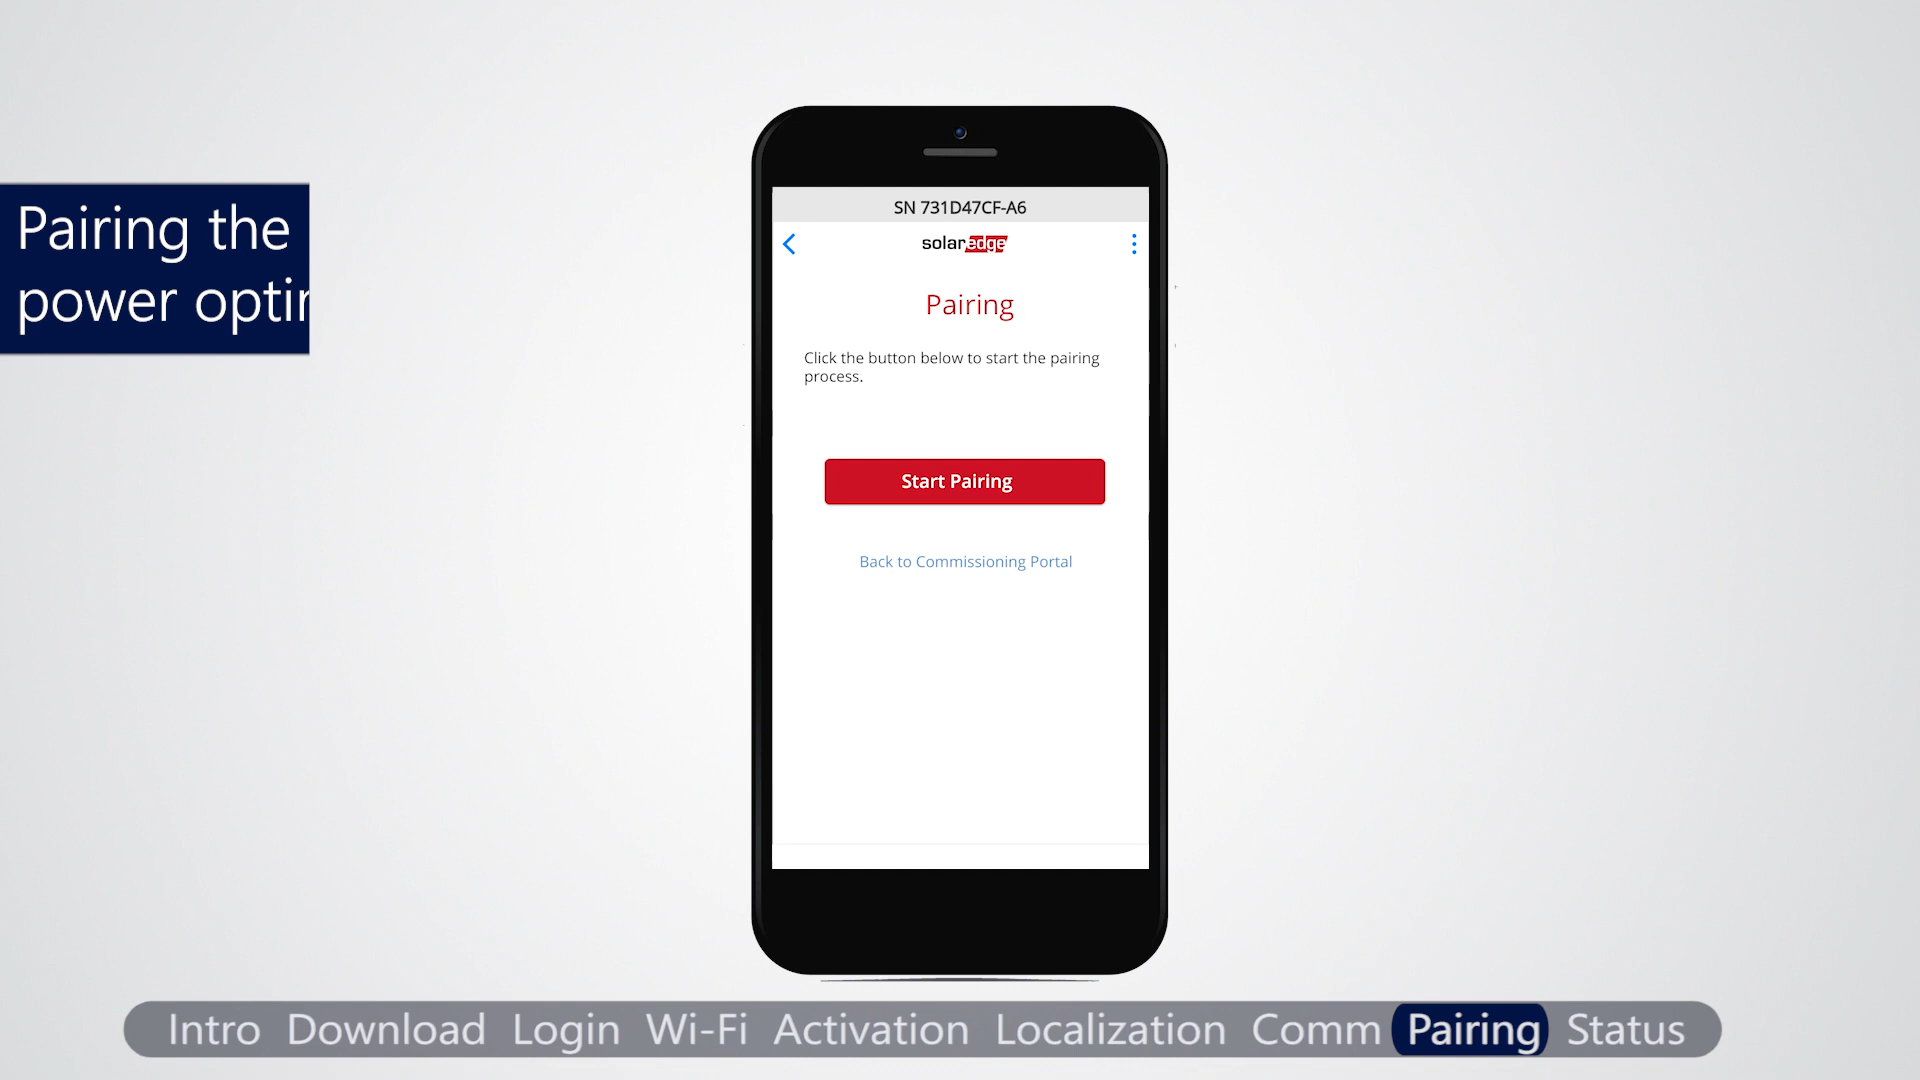 Pairing the
power
SN 731D47CF-A6
solaredge
Pairing
Click the button below to start the pairing
process.
Start Pairing
Back to Commissioning Portal
Intro Download Login Wi-Fi Activation Localization Comm Pairing Status